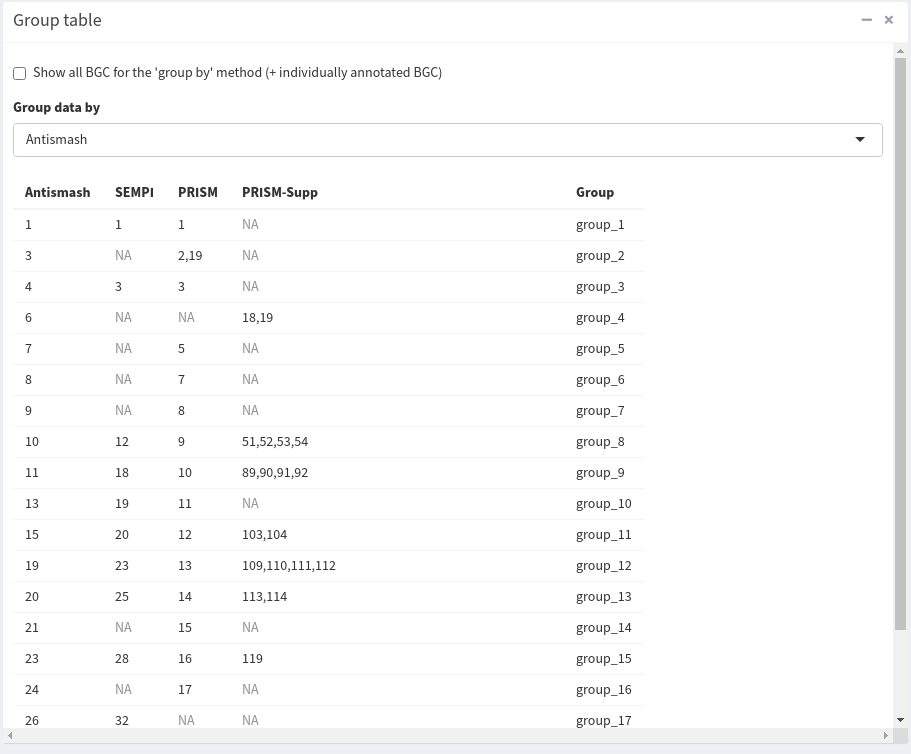 Group table
Show all BGC for the 'group by' method (+ individually annotated BGC)
Group data by
Antismash
Antismash SEMPI PRISM PRISM-Supp Group
1 1 1 NA group_1
3 NA 2,19 NA group_2
4 3 3 NA group_3
6 NA NA 18,19 group_4
7 NA 5 NA group_5
8 NA 7 NA group_6
9 NA 8 NA group_7
10 12 9 51,52,53,54 group_8
11 18 10 89,90,91,92 group_9
13 19 11 NA group_10
15 20 12 103,104 group_11
19 23 13 109,110,111,112 group_12
20 25 14 113,114 group_13
21 NA 15 NA group_14
23 28 16 119 group_15
24 NA 17 NA group_16
26 32 NA NA group_17